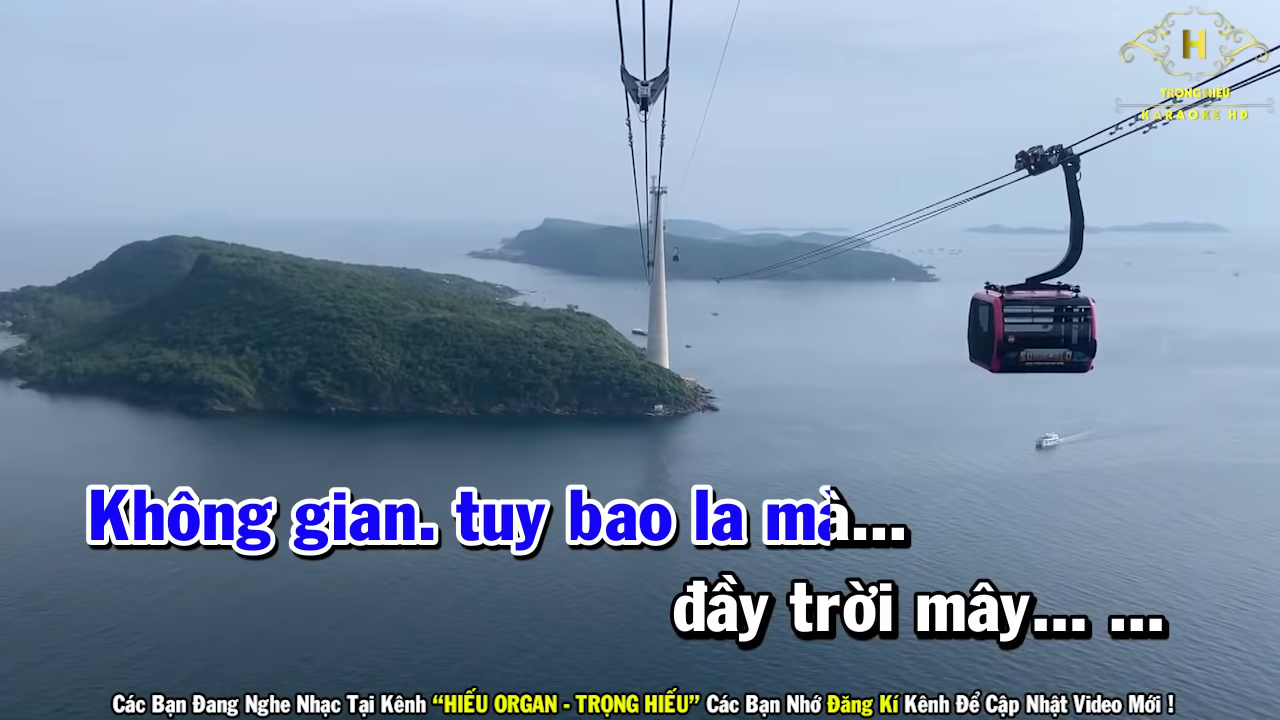 H
TRỌNG HIẾU
KARAOKE HD
Không gian. tuy bao la mà...
đầy trời mây... ...
Các Bạn Đang Nghe Nhạc Tại Kênh “HIẾU ORGAN - TRỌNG HIẾU” Các Bạn Nhớ Đăng Kí Kênh Để Cập Nhật Video Mới !